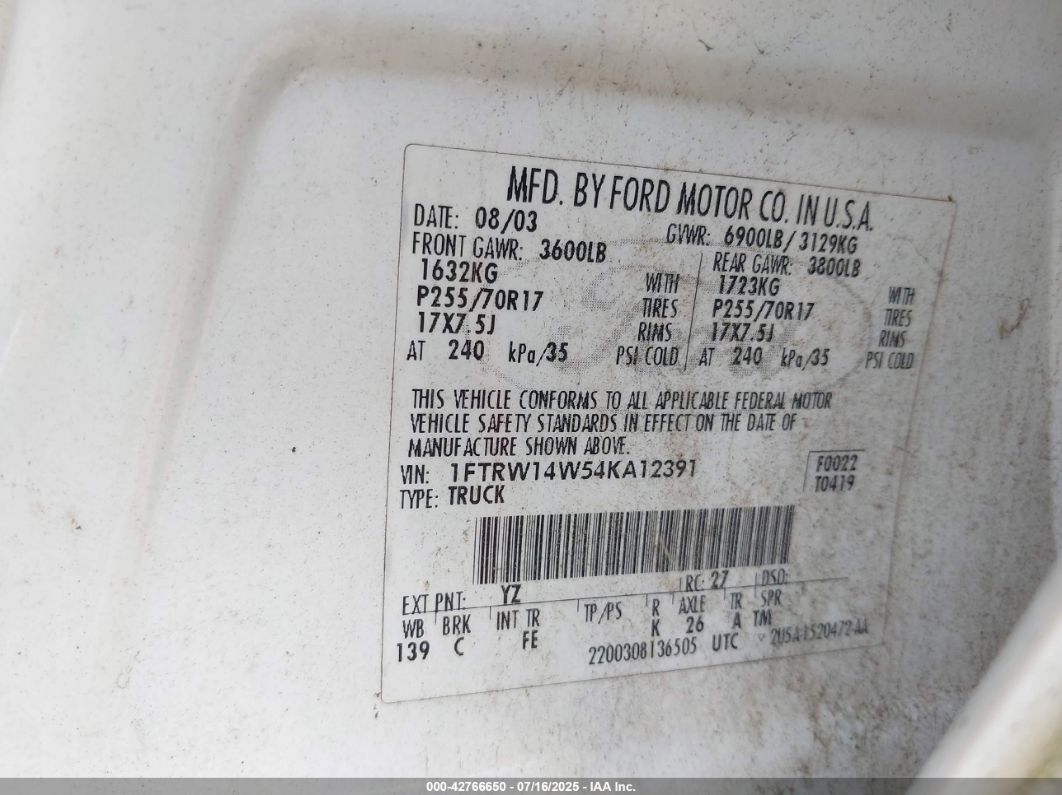 MFD. BY FORD MOTOR CO. IN U.S.A.
DATE: 08/03 GVWR: 6900LB/3129KG
FRONT GAWR: 3600LB REAR GAWR: 3800LB
1632KG WITH 1723KG WITH
P255/70R17 TIRES P255/70R17 TIRES
17X7.5J RIMS 17X7.5J RIMS
AT 240 kPa/35 PSI COLD AT 240 kPa/35 PSI COLD
THIS VEHICLE CONFORMS TO ALL APPLICABLE FEDERAL MOTOR
VEHICLE SAFETY STANDARDS IN EFFECT ON THE DATE OF
MANUFACTURE SHOWN ABOVE.
VIN: 1FTRW14W54KA12391 F0022
TYPE: TRUCK T0419
EXT PNT: YZ RC: 27 DSO:
WB BRK INT TR TP/PS R AXLE TR SPR
139 C FE K 26 A TM
2200308136505 UTC 2U5A-1520472-AA
000-42766650 - 07/16/2025 - IAA Inc.